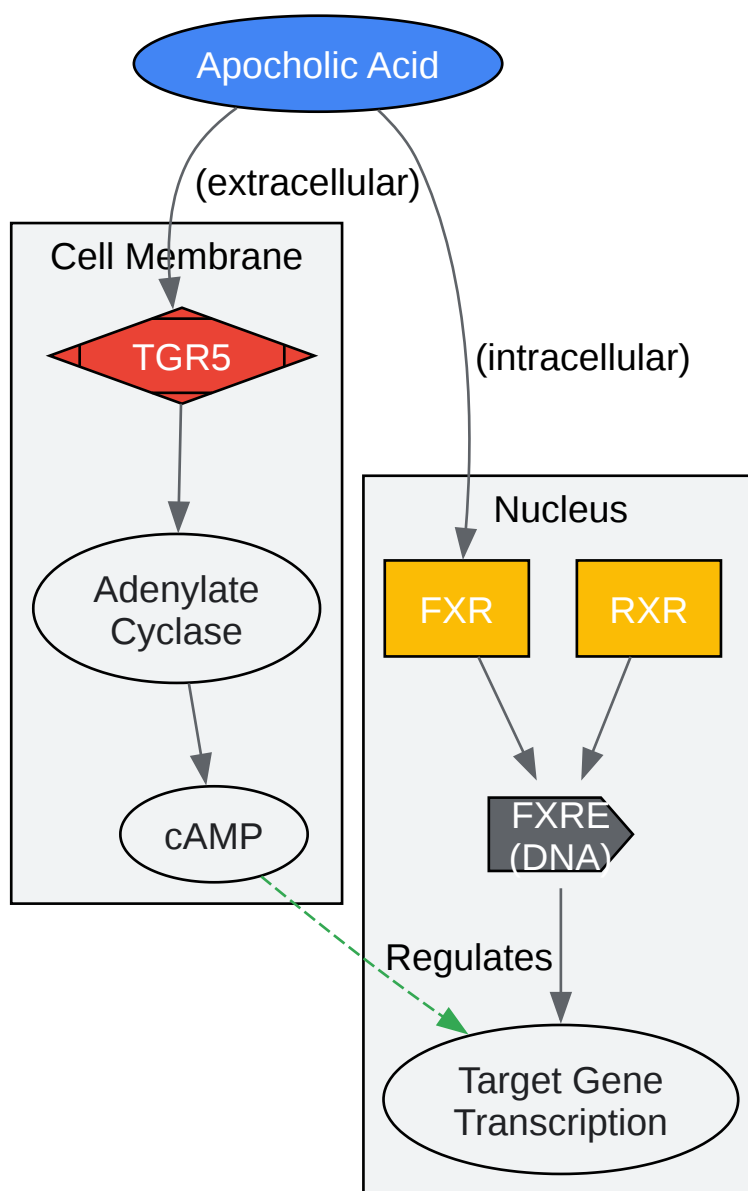 Apocholic Acid
(extracellular)
Cell Membrane
TGR5
(intracellular)
Nucleus
Adenylate
Cyclase
FXR
RXR
cAMP
FXRE
(DNA)
Regulates
Target Gene
Transcription